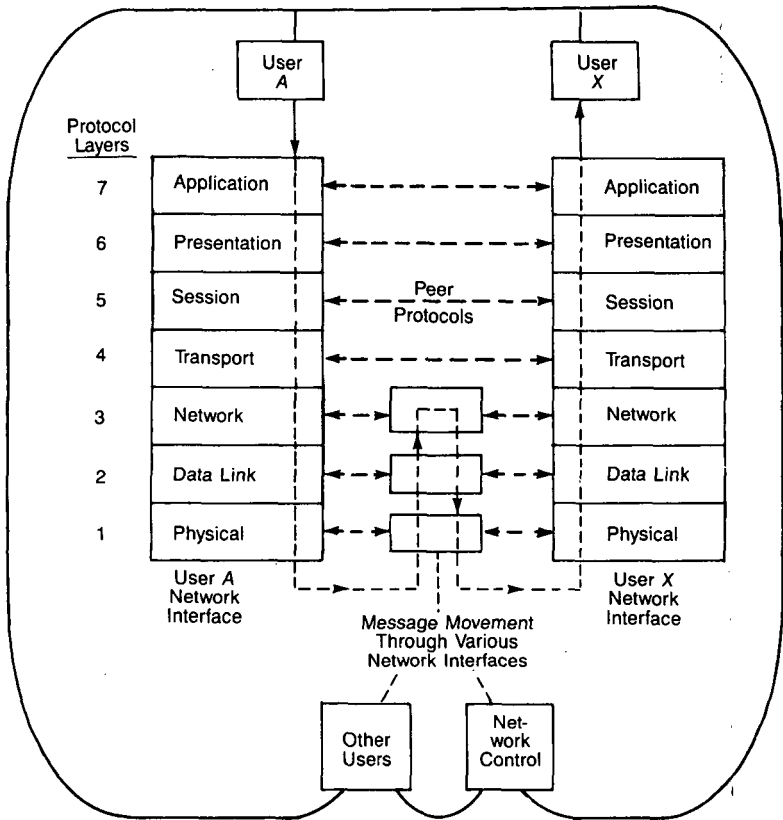 User
A
User
X
Protocol
Layers
7
Application
Application
6
Presentation
Presentation
5
Session
Peer
Protocols
Session
4
Transport
Transport
3
Network
Network
2
Data Link
Data Link
1
Physical
Physical
User A
Network
Interface
User X
Network
Interface
Message Movement
Through Various
Network Interfaces
Other
Users
Net-
work
Control